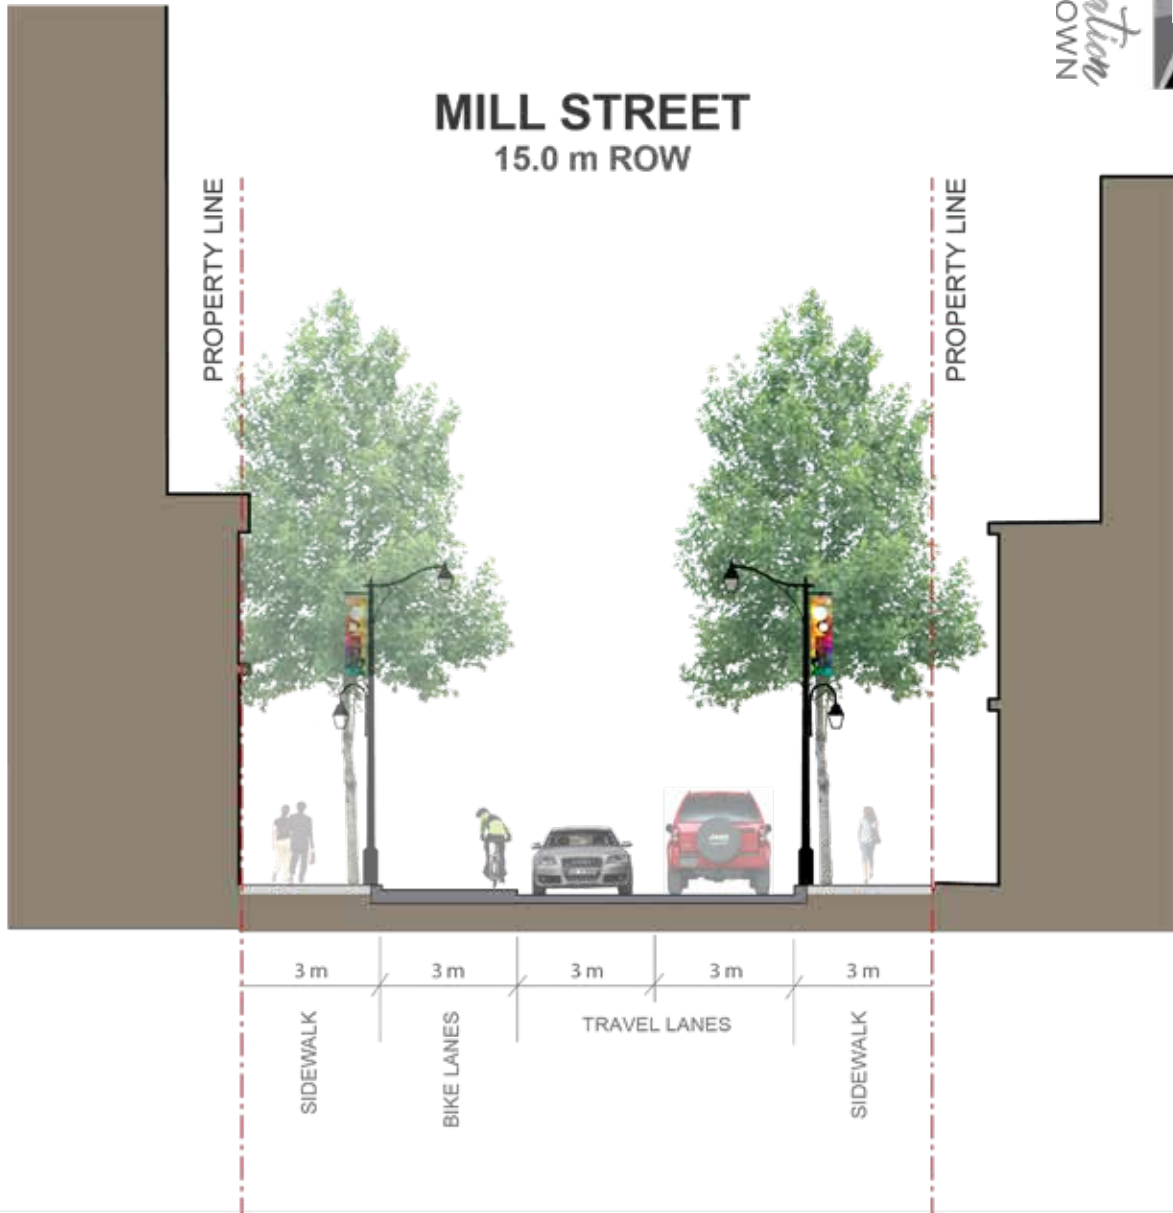 OWN
MILL STREET
15.0 m ROW
PROPERTY LINE
PROPERTY LINE
3 m
3 m
3 m
3 m
3 m
SIDEWALK
BIKE LANES
TRAVEL LANES
SIDEWALK